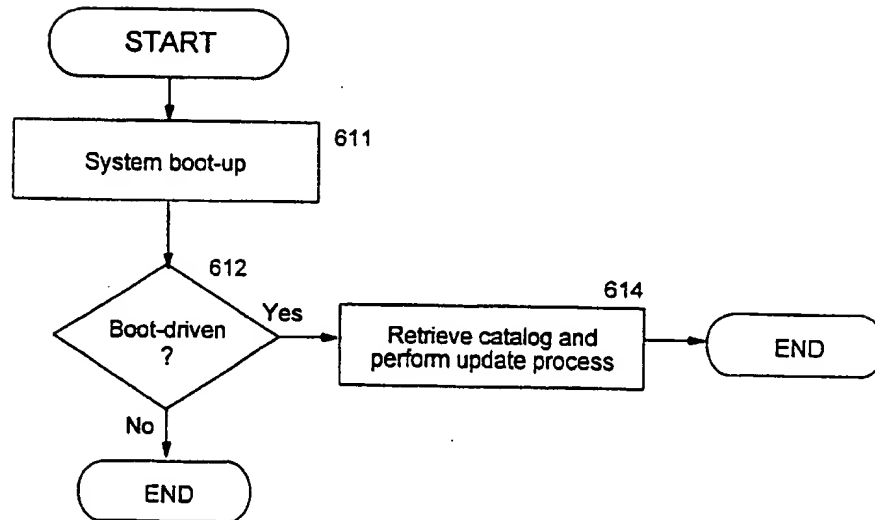 START
611
System boot-up
612
Boot-driven
?
Yes
No
614
Retrieve catalog and
perform update process
END
END